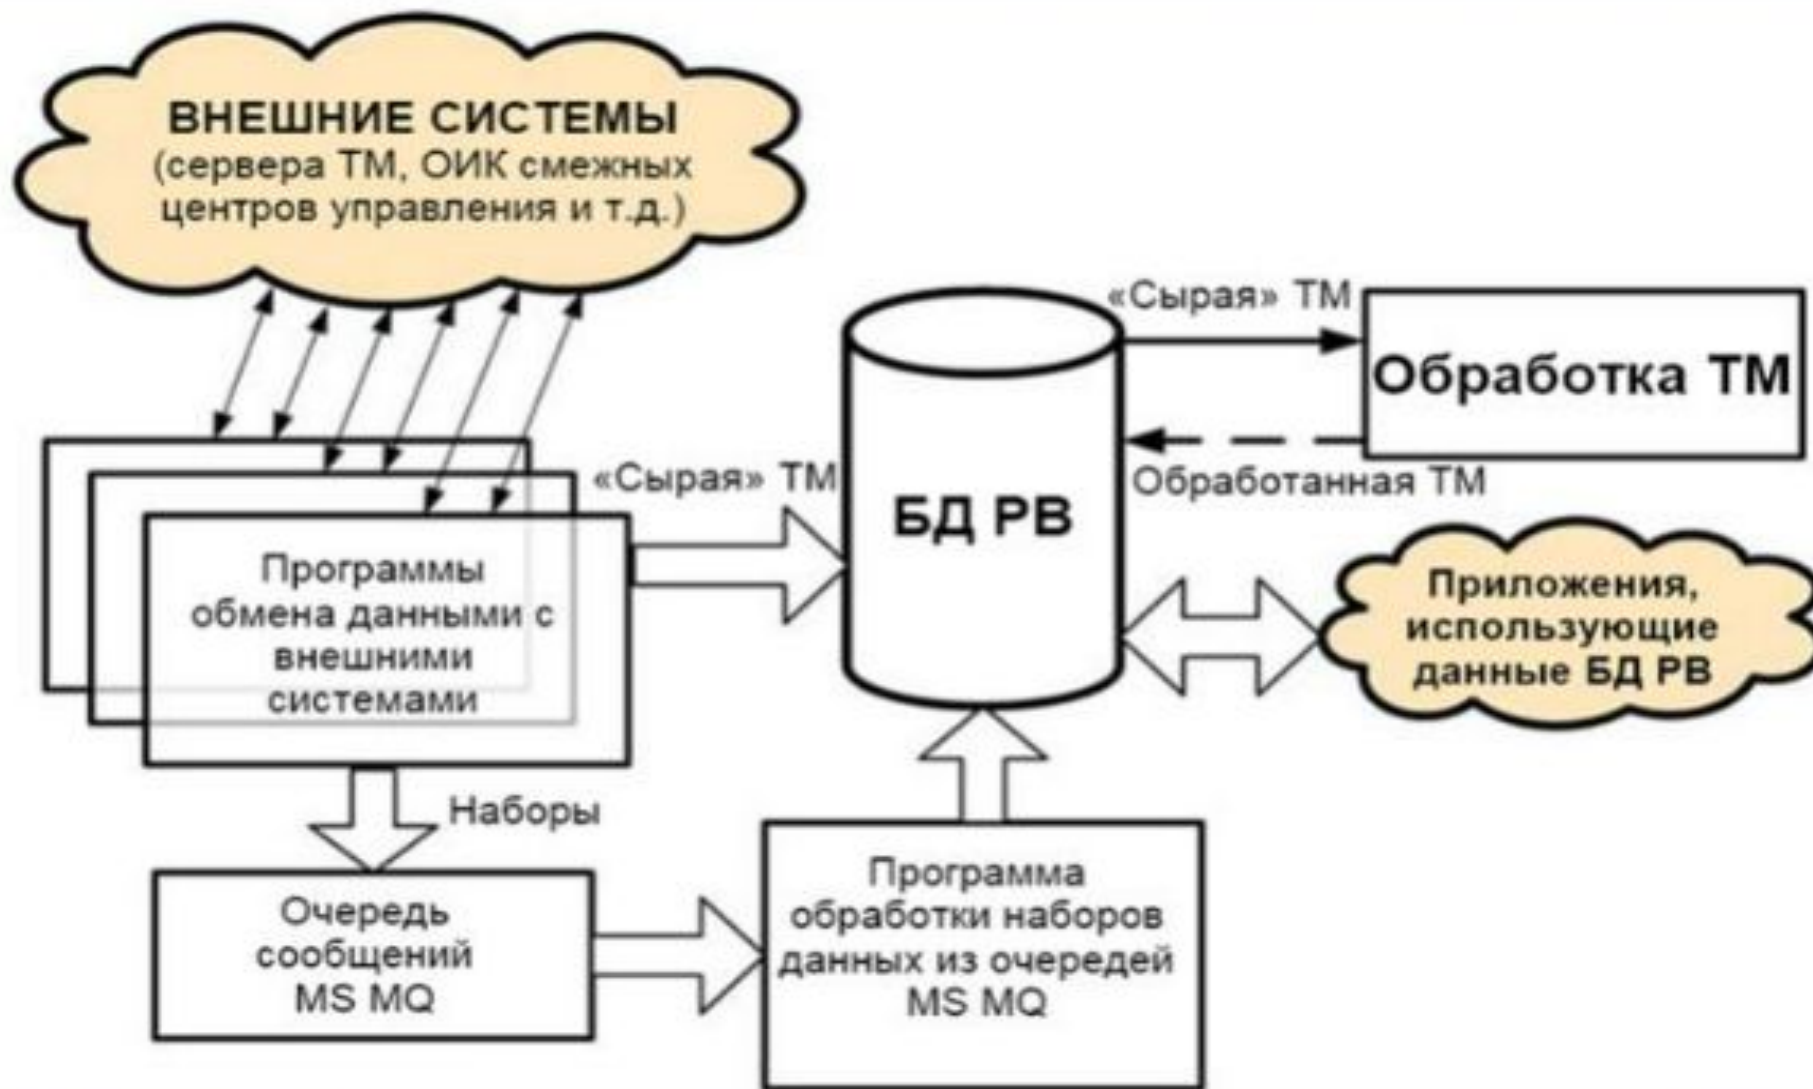 ВНЕШНИЕ СИСТЕМЫ
(сервера ТМ, ОИК смежных
центров управления и т.д.)
«Сырая» ТМ
Обработка ТМ
Обработанная ТМ
«Сырая» ТМ
БД РВ
Программы
обмена данными с
внешними
системами
Приложения,
использующие
данные БД РВ
Наборы
Очередь
сообщений
MS MQ
Программа
обработки наборов
данных из очередей
MS MQ